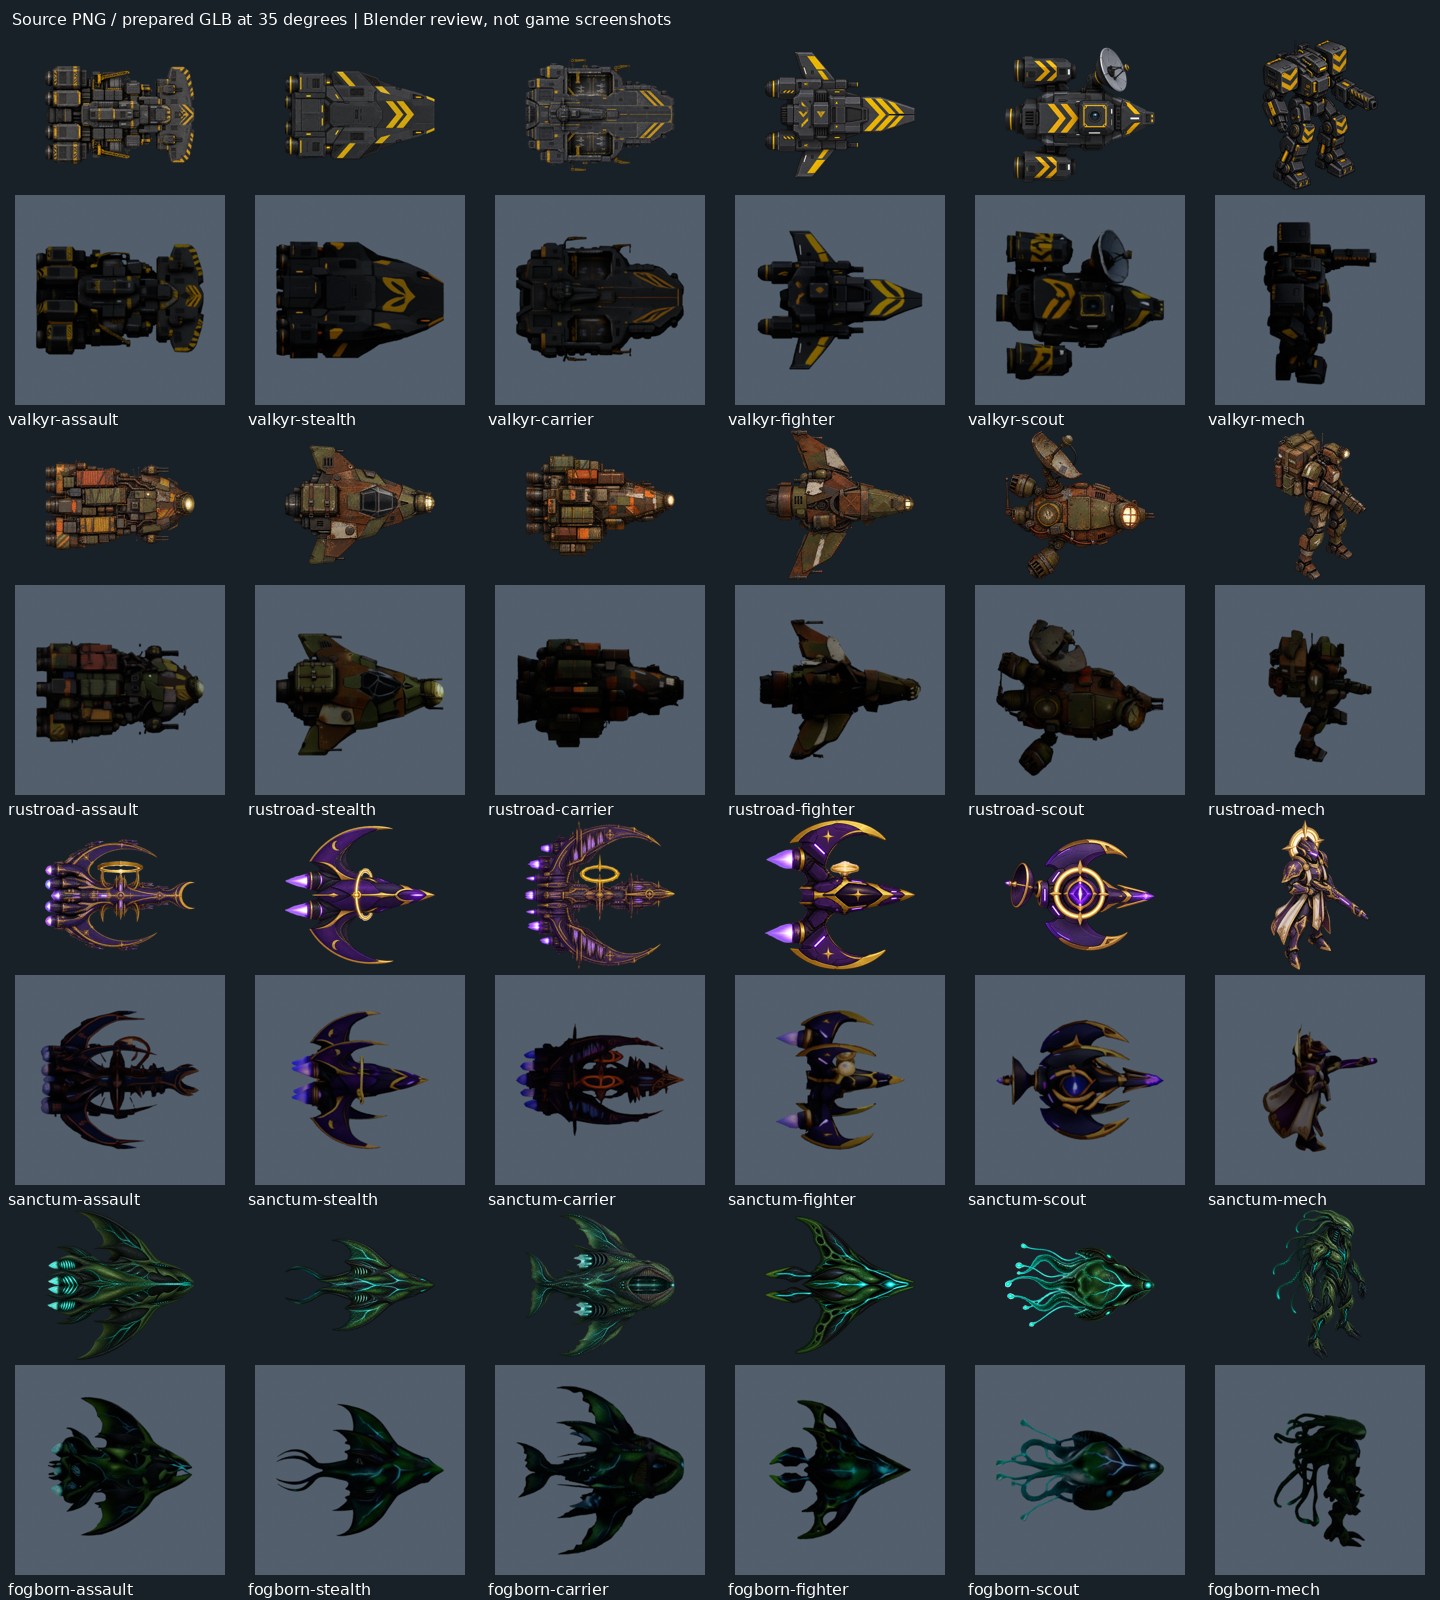 Source PNG / prepared GLB at 35 degrees | Blender review, not game screenshots
valkyr-assault valkyr-stealth valkyr-carrier valkyr-fighter valkyr-scout valkyr-mech
rustroad-assault rustroad-stealth rustroad-carrier rustroad-fighter rustroad-scout rustroad-mech
sanctum-assault sanctum-stealth sanctum-carrier sanctum-fighter sanctum-scout sanctum-mech
fogborn-assault fogborn-stealth fogborn-carrier fogborn-fighter fogborn-scout fogborn-mech